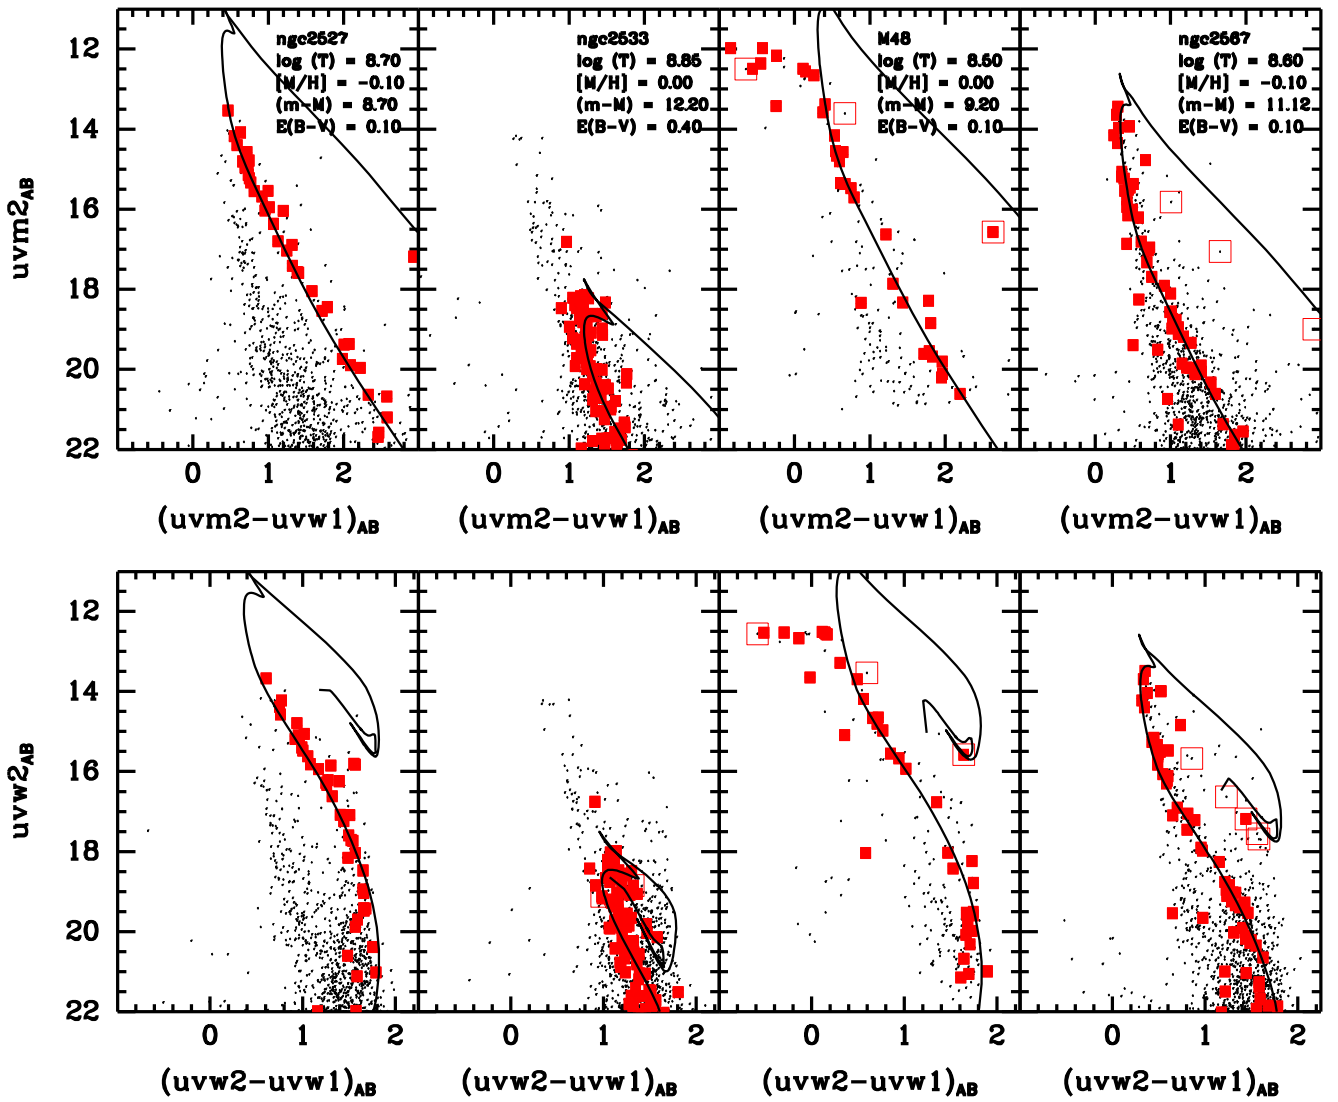 ngc2527
log (T) = 8.70
[M/H] = -0.10
(m-M) = 8.70
E(B-V) = 0.10
ngc2533
log (T) = 8.85
[M/H] = 0.00
(m-M) = 12.20
E(B-V) = 0.40
M48
log (T) = 8.50
[M/H] = 0.00
(m-M) = 9.20
E(B-V) = 0.10
ngc2567
log (T) = 8.60
[M/H] = -0.10
(m-M) = 11.12
E(B-V) = 0.10
12
14
16
18
20
22
uvm2AB
0 1 2
0 1 2
0 1 2
0 1 2
(uvm2-uvw1)AB
(uvm2-uvw1)AB
(uvm2-uvw1)AB
(uvm2-uvw1)AB
12
14
16
18
20
22
uvw2AB
0 1 2
0 1 2
0 1 2
0 1 2
(uvw2-uvw1)AB
(uvw2-uvw1)AB
(uvw2-uvw1)AB
(uvw2-uvw1)AB